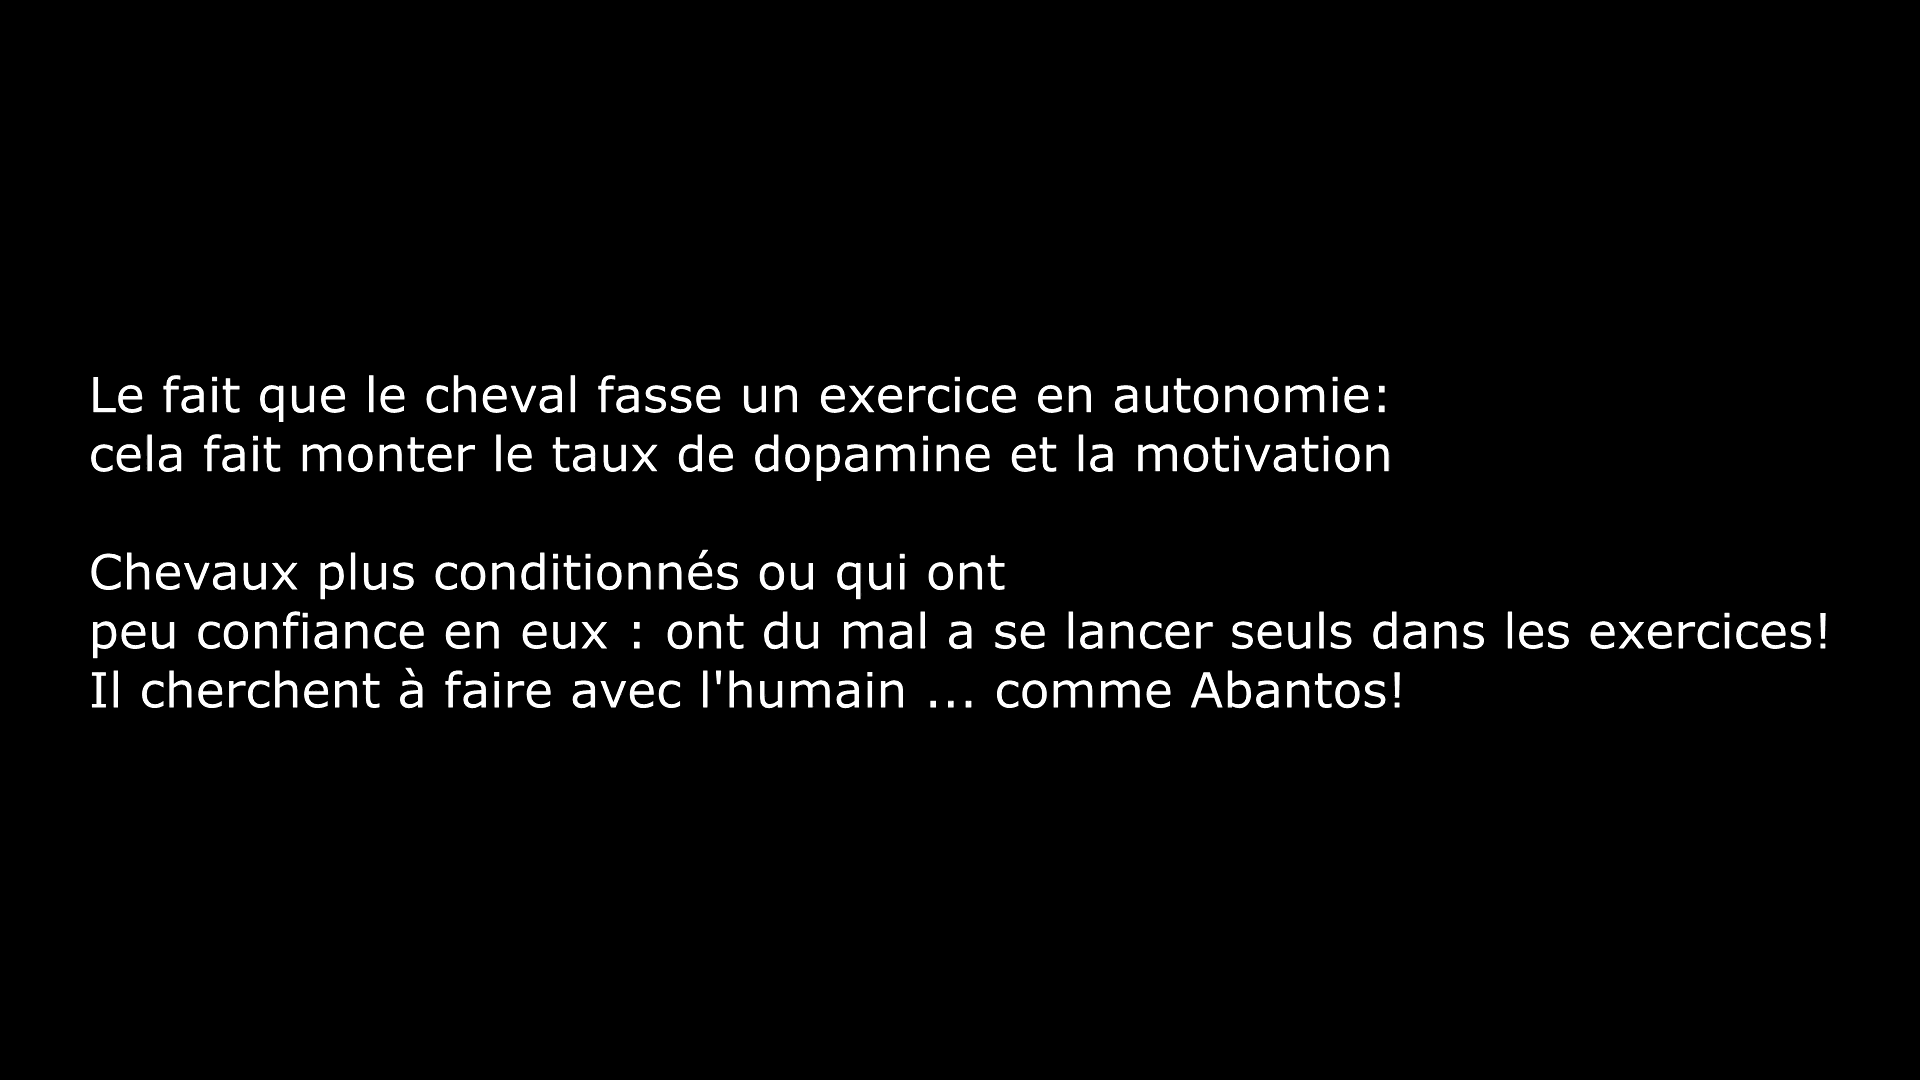 Le fait que le cheval fasse un exercice en autonomie:
cela fait monter le taux de dopamine et la motivation
Chevaux plus conditionnés ou qui ont
peu confiance en eux : ont du mal a se lancer seuls dans les exercices!
Il cherchent à faire avec l'humain ... comme Abantos!